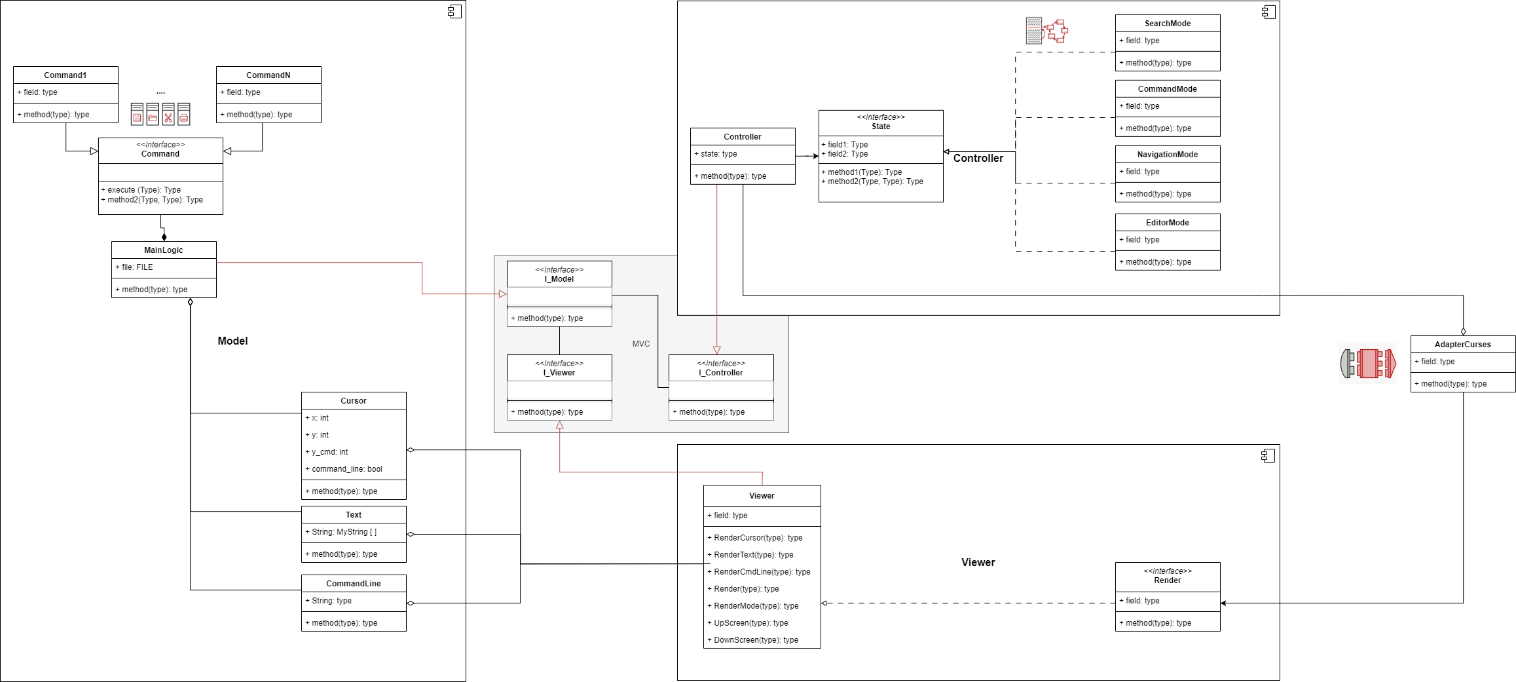 Command1
+ field: type
+ method(type): type
....
CommandN
+ field: type
+ method(type): type
<<Interface>>
Command
+ execute (Type): Type
+ method2(Type, Type): Type
MainLogic
+ file: FILE
+ method(type): type
Model
Cursor
+ x: int
+ y: int
+ y_cmd: int
+ command_line: bool
+ method(type): type
Text
+ String: MyString [ ]
+ method(type): type
CommandLine
+ String: type
+ method(type): type
<<Interface>>
I_Model
+ method(type): type
MVC
<<Interface>>
I_Viewer
+ method(type): type
<<Interface>>
I_Controller
+ method(type): type
Controller
+ state: type
+ method(type): type
<<Interface>>
State
+ field1: Type
+ field2: Type
+ method1(Type): Type
+ method2(Type, Type): Type
Controller
SearchMode
+ field: type
+ method(type): type
CommandMode
+ field: type
+ method(type): type
NavigationMode
+ field: type
+ method(type): type
EditorMode
+ field: type
+ method(type): type
AdapterCurses
+ field: type
+ method(type): type
Viewer
+ field: type
+ RenderCursor(type): type
+ RenderText(type): type
+ RenderCmdLine(type): type
+ Render(type): type
+ RenderMode(type): type
+ UpScreen(type): type
+ DownScreen(type): type
Viewer
<<Interface>>
Render
+ field: type
+ method(type): type